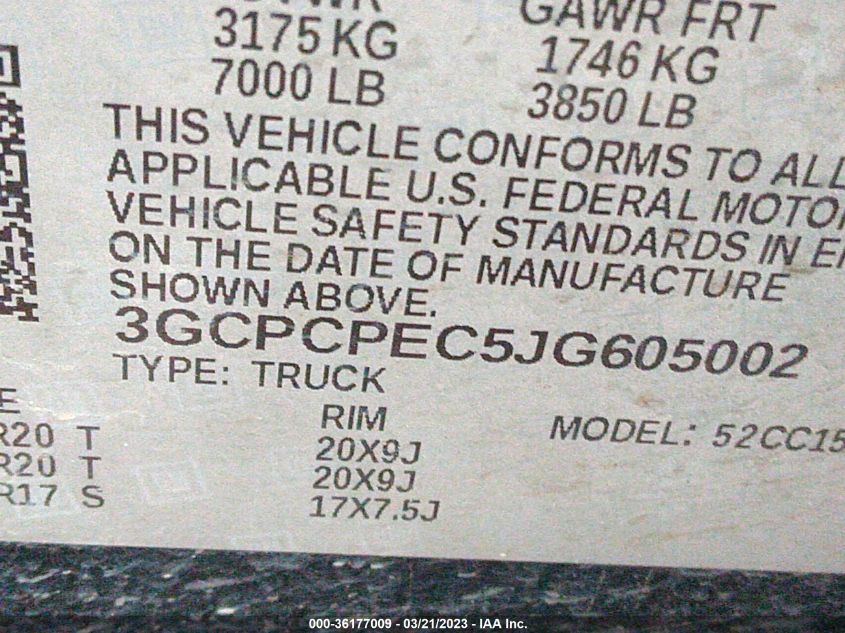 GAWR FRT
3175 KG
1746 KG
7000 LB
3850 LB
THIS VEHICLE CONFORMS TO ALL
APPLICABLE U.S. FEDERAL MOTOR
VEHICLE SAFETY STANDARDS IN
ON THE DATE OF MANUFACTURE
SHOWN ABOVE.
3GCPCPEC5JG605002
TYPE: TRUCK
RIM
MODEL: 52CC15
R20 T 20X9J
R20 T 20X9J
R17 S 17X7.5J
000-36177009 / 03/21/2023 - IAA Inc.